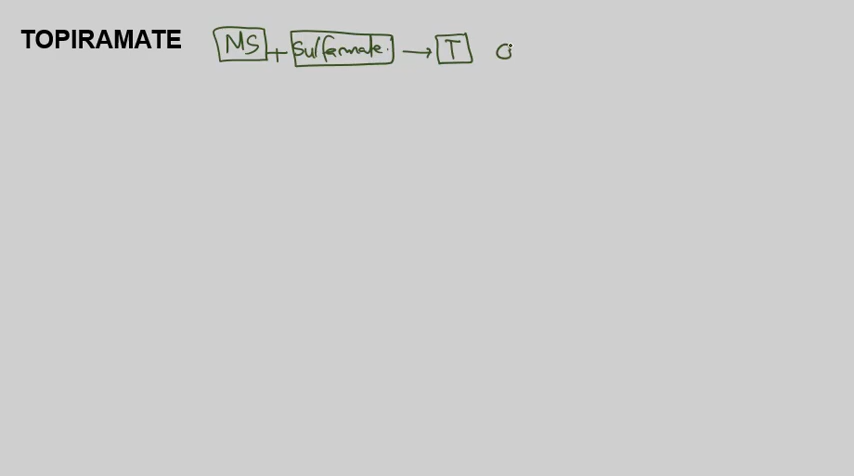 TOPIRAMATE MS + Sulfamate. → T